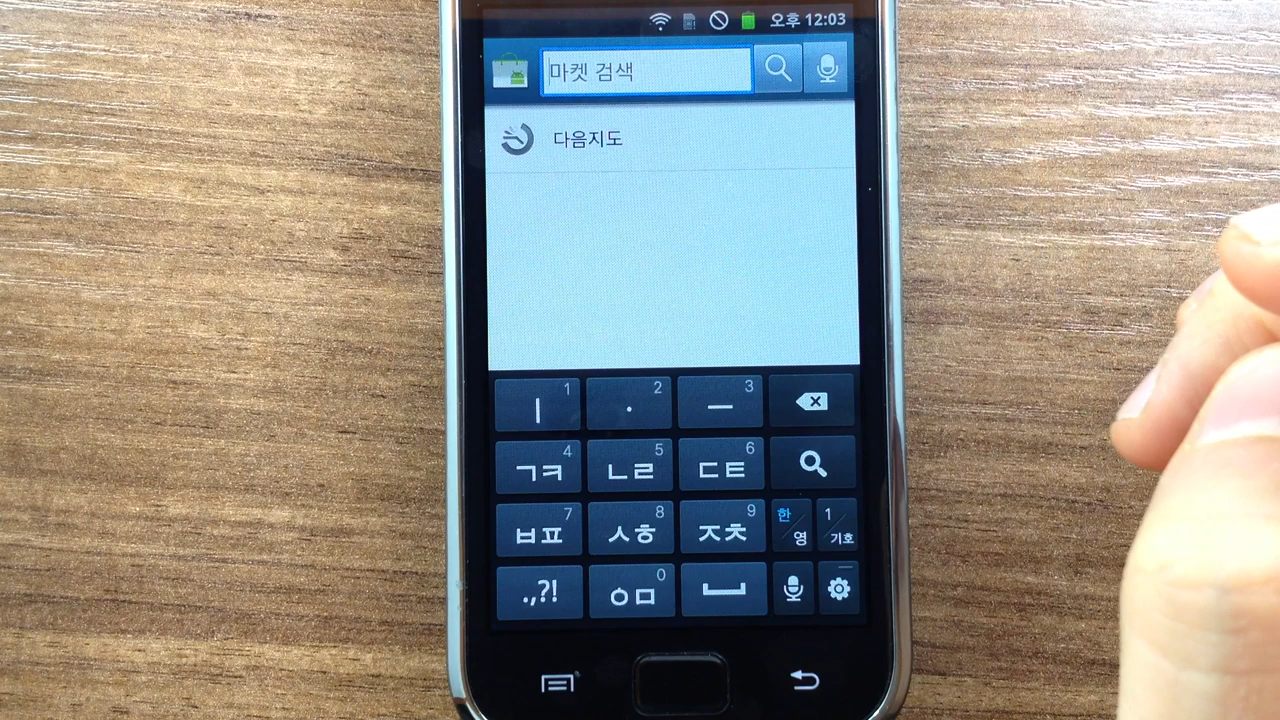 오후 12:03
마켓 검색
다음지도
ㅣ 1
· 2
ㅡ 3
ㄱㅋ 4
ㄴㄹ 5
ㄷㅌ 6
ㅂㅍ 7
ㅅㅎ 8
ㅈㅊ 9
한/영
1/기호
.,?!
ㅇㅁ 0